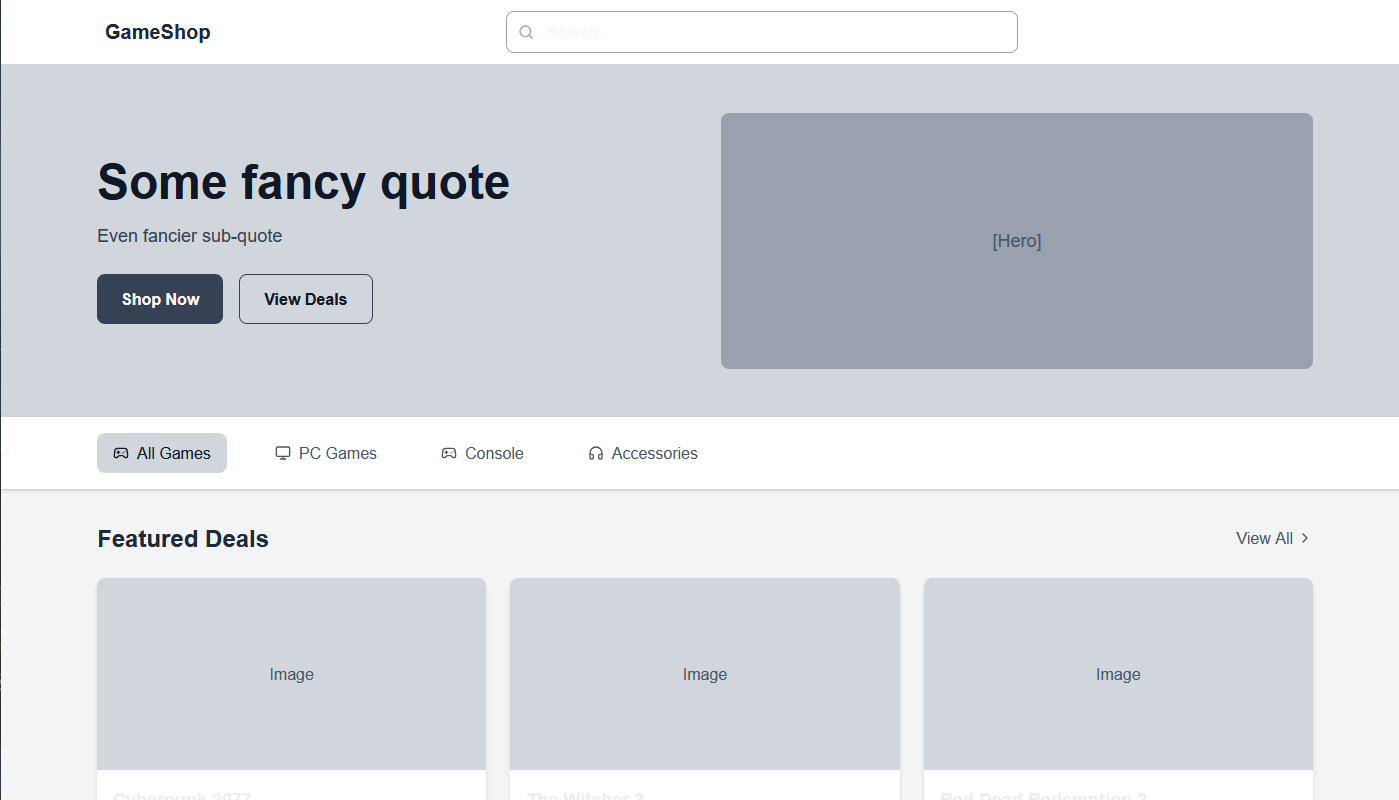 GameShop
Search...
Some fancy quote
Even fancier sub-quote
Shop Now
View Deals
[Hero]
All Games
PC Games
Console
Accessories
Featured Deals
View All
Image
Image
Image
Cyberpunk 2077
The Witcher 3
Red Dead Redemption 2